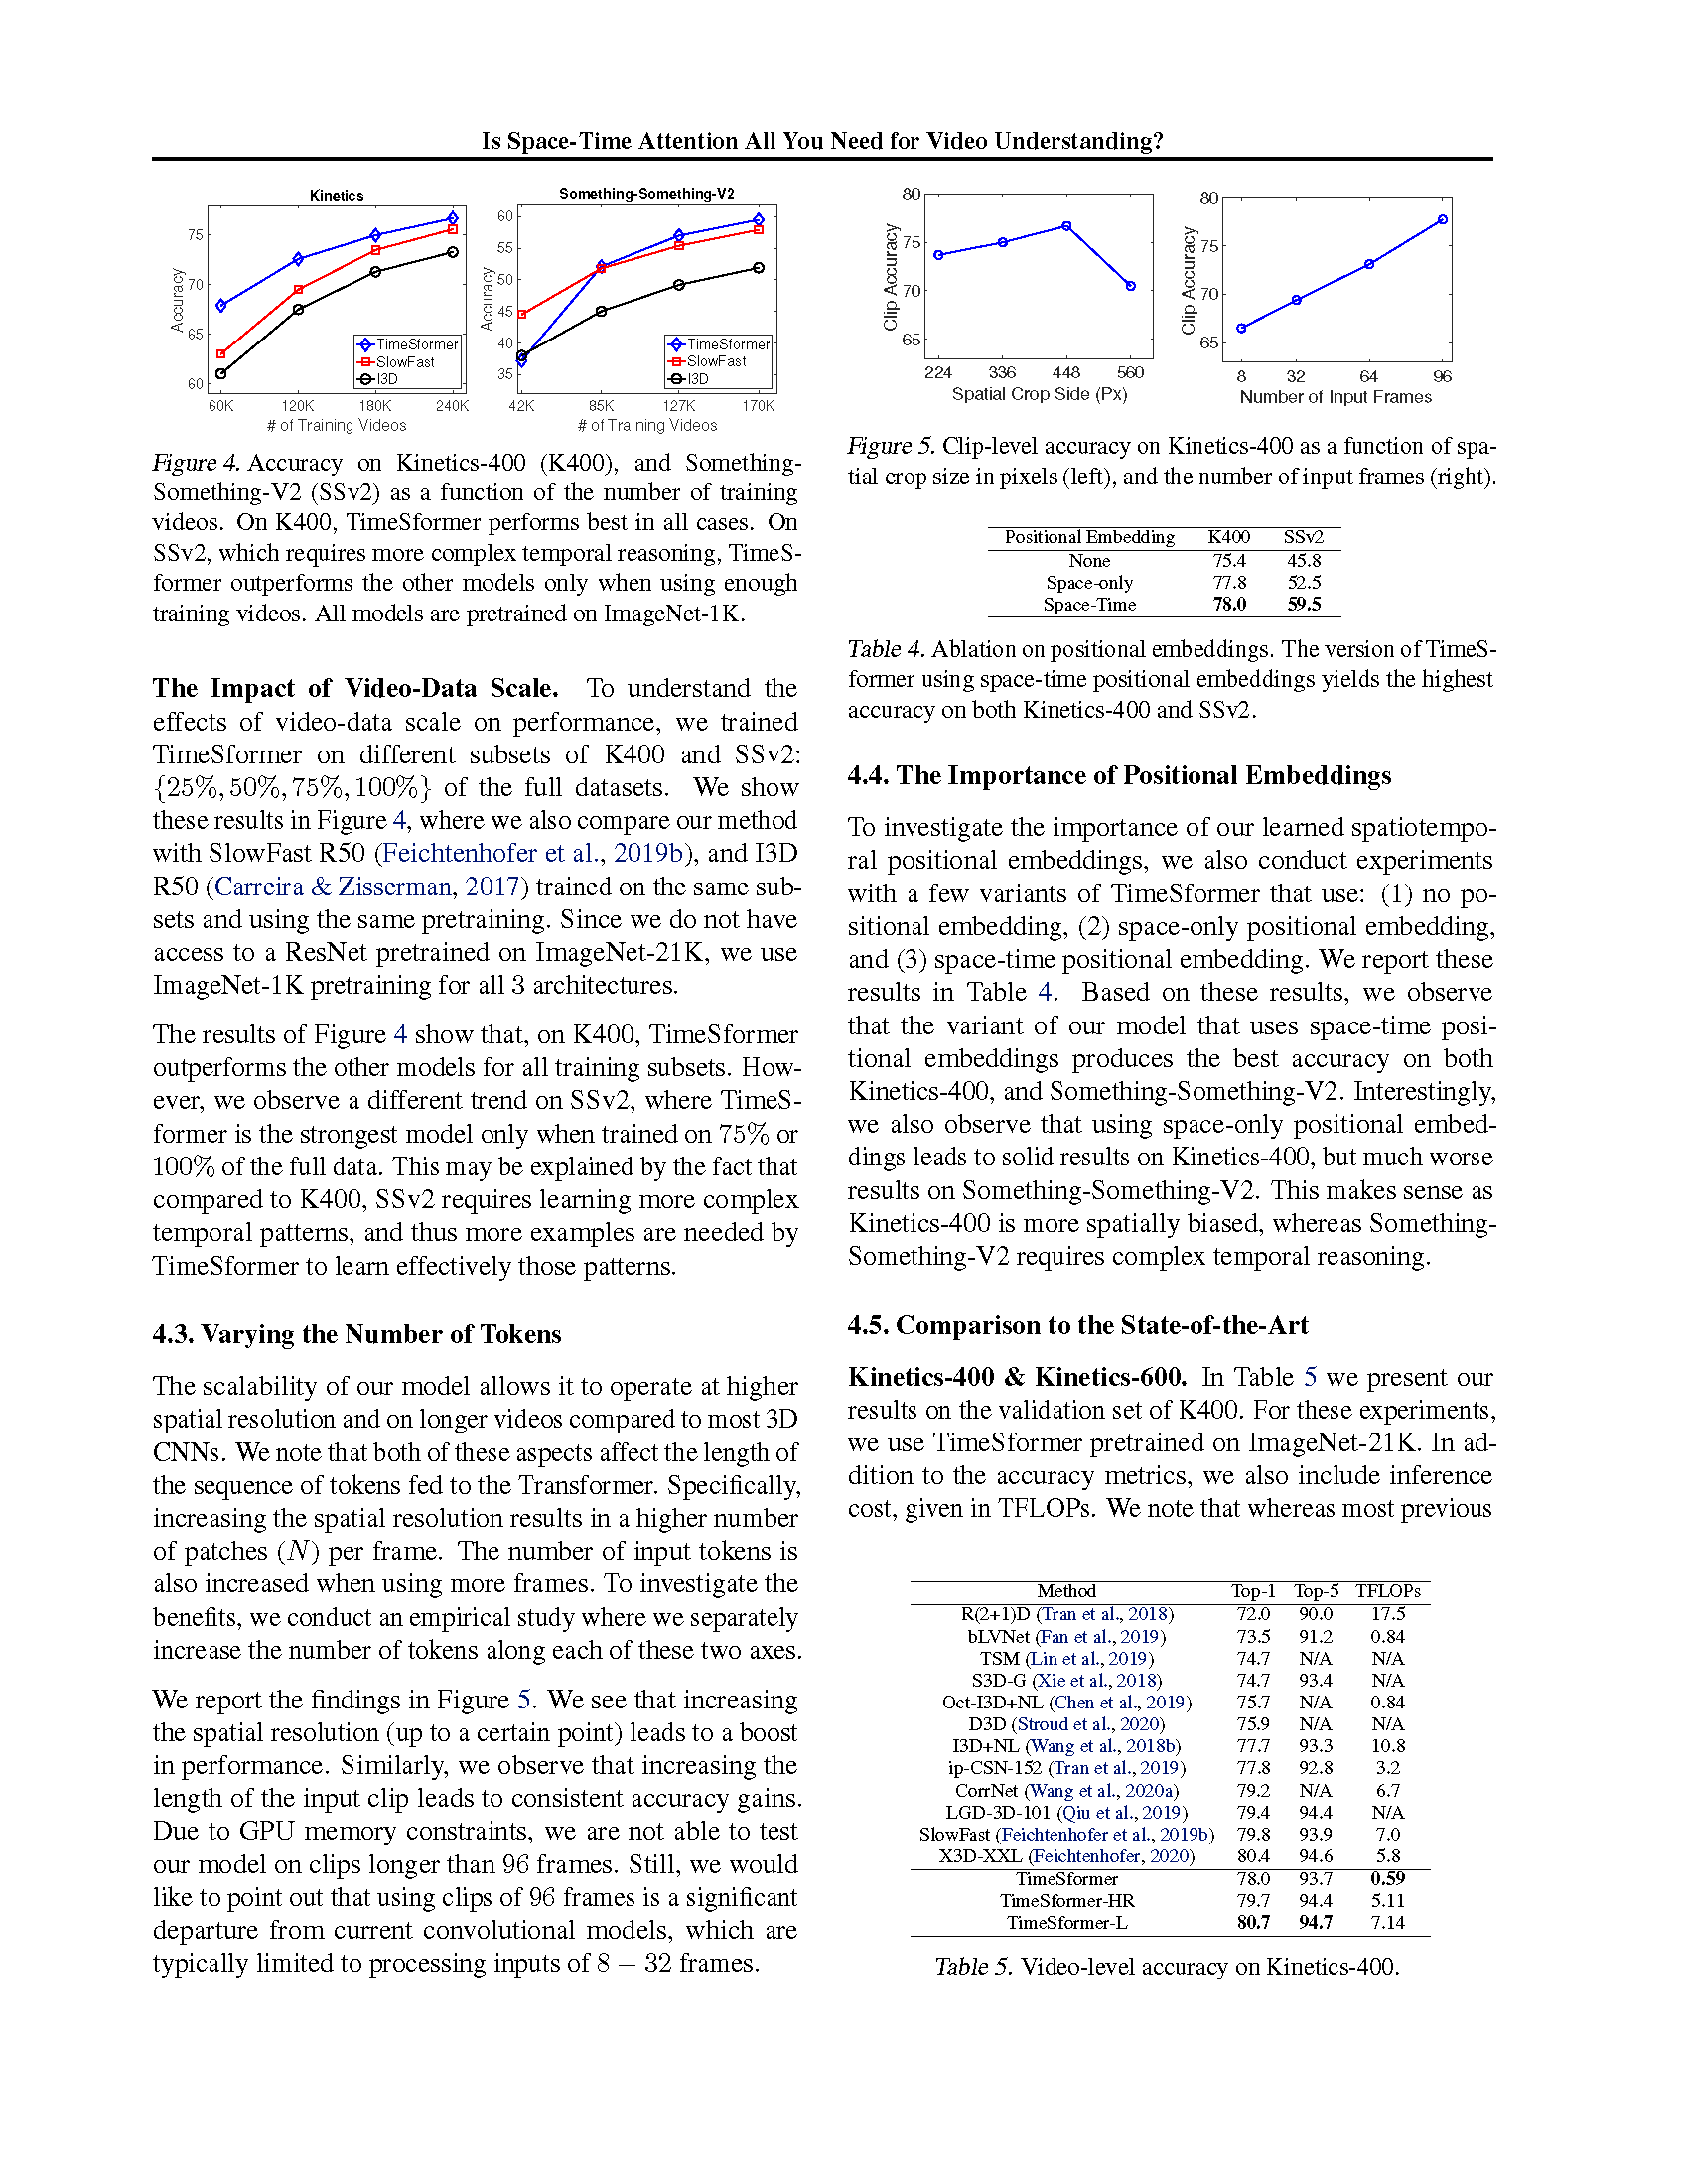 Is Space-Time Attention All You Need for Video Understanding?
Kinetics
75
70
65
60
Accuracy
TimeSformer
SlowFast
I3D
60K 120K 180K 240K
# of Training Videos
Something-Something-V2
60
55
50
45
40
35
Accuracy
TimeSformer
SlowFast
I3D
42K 85K 127K 170K
# of Training Videos
Figure 4. Accuracy on Kinetics-400 (K400), and Something-
Something-V2 (SSv2) as a function of the number of training
videos. On K400, TimeSformer performs best in all cases. On
SSv2, which requires more complex temporal reasoning, TimeS-
former outperforms the other models only when using enough
training videos. All models are pretrained on ImageNet-1K.
The Impact of Video-Data Scale. To understand the
effects of video-data scale on performance, we trained
TimeSformer on different subsets of K400 and SSv2:
{25%, 50%, 75%, 100%} of the full datasets. We show
these results in Figure 4, where we also compare our method
with SlowFast R50 (Feichtenhofer et al., 2019b), and I3D
R50 (Carreira & Zisserman, 2017) trained on the same sub-
sets and using the same pretraining. Since we do not have
access to a ResNet pretrained on ImageNet-21K, we use
ImageNet-1K pretraining for all 3 architectures.
The results of Figure 4 show that, on K400, TimeSformer
outperforms the other models for all training subsets. How-
ever, we observe a different trend on SSv2, where TimeS-
former is the strongest model only when trained on 75% or
100% of the full data. This may be explained by the fact that
compared to K400, SSv2 requires learning more complex
temporal patterns, and thus more examples are needed by
TimeSformer to learn effectively those patterns.
4.3. Varying the Number of Tokens
The scalability of our model allows it to operate at higher
spatial resolution and on longer videos compared to most 3D
CNNs. We note that both of these aspects affect the length of
the sequence of tokens fed to the Transformer. Specifically,
increasing the spatial resolution results in a higher number
of patches (N) per frame. The number of input tokens is
also increased when using more frames. To investigate the
benefits, we conduct an empirical study where we separately
increase the number of tokens along each of these two axes.
We report the findings in Figure 5. We see that increasing
the spatial resolution (up to a certain point) leads to a boost
in performance. Similarly, we observe that increasing the
length of the input clip leads to consistent accuracy gains.
Due to GPU memory constraints, we are not able to test
our model on clips longer than 96 frames. Still, we would
like to point out that using clips of 96 frames is a significant
departure from current convolutional models, which are
typically limited to processing inputs of 8 – 32 frames.
80
75
70
65
Clip Accuracy
224 336 448 560
Spatial Crop Side (Px)
80
75
70
65
Clip Accuracy
8 32 64 96
Number of Input Frames
Figure 5. Clip-level accuracy on Kinetics-400 as a function of spa-
tial crop size in pixels (left), and the number of input frames (right).
Positional Embedding K400 SSv2
None 75.4 45.8
Space-only 77.8 52.5
Space-Time 78.0 59.5
Table 4. Ablation on positional embeddings. The version of TimeS-
former using space-time positional embeddings yields the highest
accuracy on both Kinetics-400 and SSv2.
4.4. The Importance of Positional Embeddings
To investigate the importance of our learned spatiotempo-
ral positional embeddings, we also conduct experiments
with a few variants of TimeSformer that use: (1) no po-
sitional embedding, (2) space-only positional embedding,
and (3) space-time positional embedding. We report these
results in Table 4. Based on these results, we observe
that the variant of our model that uses space-time posi-
tional embeddings produces the best accuracy on both
Kinetics-400, and Something-Something-V2. Interestingly,
we also observe that using space-only positional embed-
dings leads to solid results on Kinetics-400, but much worse
results on Something-Something-V2. This makes sense as
Kinetics-400 is more spatially biased, whereas Something-
Something-V2 requires complex temporal reasoning.
4.5. Comparison to the State-of-the-Art
Kinetics-400 & Kinetics-600. In Table 5 we present our
results on the validation set of K400. For these experiments,
we use TimeSformer pretrained on ImageNet-21K. In ad-
dition to the accuracy metrics, we also include inference
cost, given in TFLOPs. We note that whereas most previous
Method Top-1 Top-5 TFLOPs
R(2+1)D (Tran et al., 2018) 72.0 90.0 17.5
bLVNet (Fan et al., 2019) 73.5 91.2 0.84
TSM (Lin et al., 2019) 74.7 N/A N/A
S3D-G (Xie et al., 2018) 74.7 93.4 N/A
Oct-I3D+NL (Chen et al., 2019) 75.7 N/A 0.84
D3D (Stroud et al., 2020) 75.9 N/A N/A
I3D+NL (Wang et al., 2018b) 77.7 93.3 10.8
ip-CSN-152 (Tran et al., 2019) 77.8 92.8 3.2
CorrNet (Wang et al., 2020a) 79.2 N/A 6.7
LGD-3D-101 (Qiu et al., 2019) 79.4 94.4 N/A
SlowFast (Feichtenhofer et al., 2019b) 79.8 93.9 7.0
X3D-XXL (Feichtenhofer, 2020) 80.4 94.6 5.8
TimeSformer 78.0 93.7 0.59
TimeSformer-HR 79.7 94.4 5.11
TimeSformer-L 80.7 94.7 7.14
Table 5. Video-level accuracy on Kinetics-400.